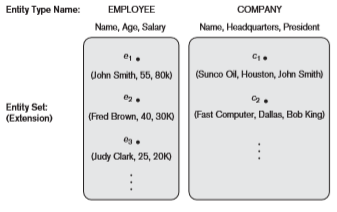 Entity Type Name: EMPLOYEE COMPANY
Name, Age, Salary Name, Headquarters, President
e1 • c1 •
(John Smith, 55, 80k) (Sunco Oil, Houston, John Smith)
e2 • c2 •
Entity Set: (Fred Brown, 40, 30K) (Fast Computer, Dallas, Bob King)
(Extension)
e3 •
(Judy Clark, 25, 20K)